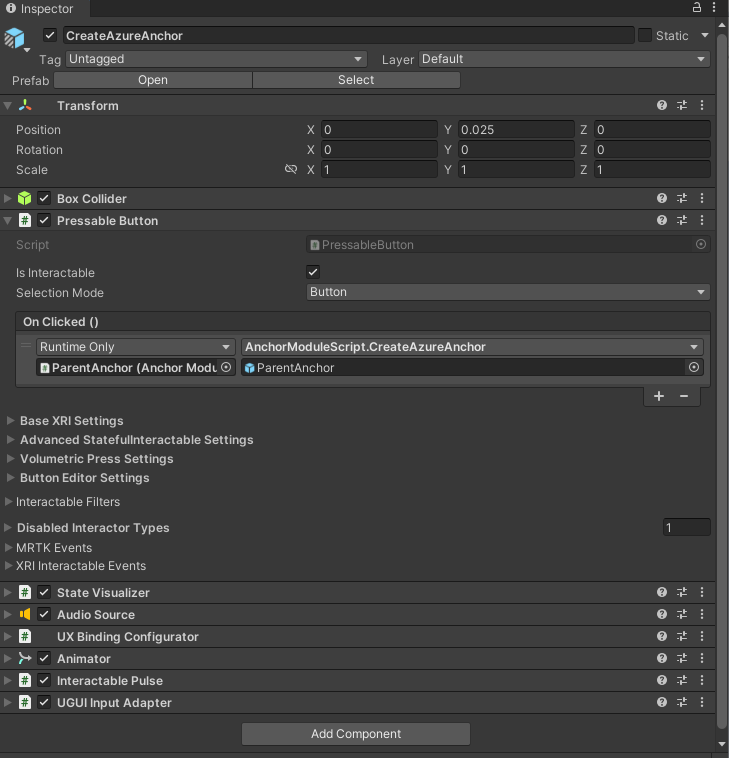 Inspector
CreateAzureAnchor Static
Tag Untagged Layer Default
Prefab Open Select
Transform
Position X 0 Y 0.025 Z 0
Rotation X 0 Y 0 Z 0
Scale X 1 Y 1 Z 1
Box Collider
# Pressable Button
Script # PressableButton
Is Interactable
Selection Mode Button
On Clicked ()
Runtime Only AnchorModuleScript.CreateAzureAnchor
# ParentAnchor (Anchor Modu ParentAnchor
+ −
Base XRI Settings
Advanced StatefulInteractable Settings
Volumetric Press Settings
Button Editor Settings
Interactable Filters
Disabled Interactor Types 1
MRTK Events
XRI Interactable Events
# State Visualizer
Audio Source
# UX Binding Configurator
Animator
# Interactable Pulse
# UGUI Input Adapter
Add Component